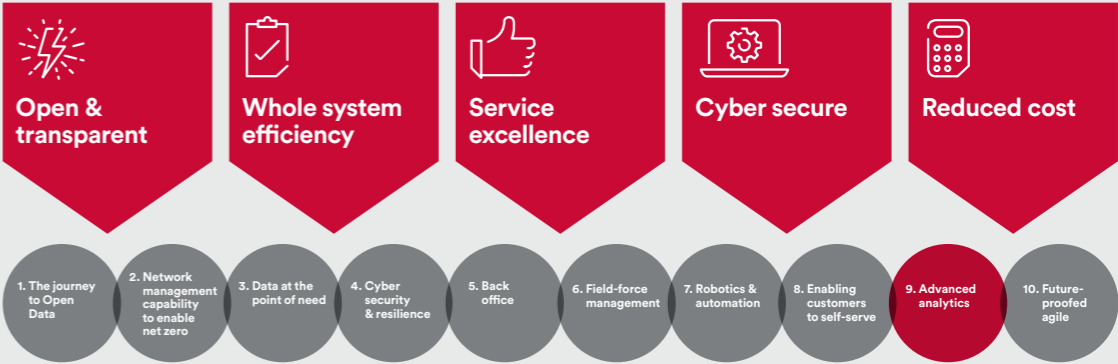 Open &
transparent
Whole system
efficiency
Service
excellence
Cyber secure
Reduced cost
1. The journey
to Open
Data
2. Network
management
capability
to enable
net zero
3. Data at the
point of need
4. Cyber
security
& resilience
5. Back
office
6. Field-force
management
7. Robotics &
automation
8. Enabling
customers
to self-serve
9. Advanced
analytics
10. Future-
proofed
agile